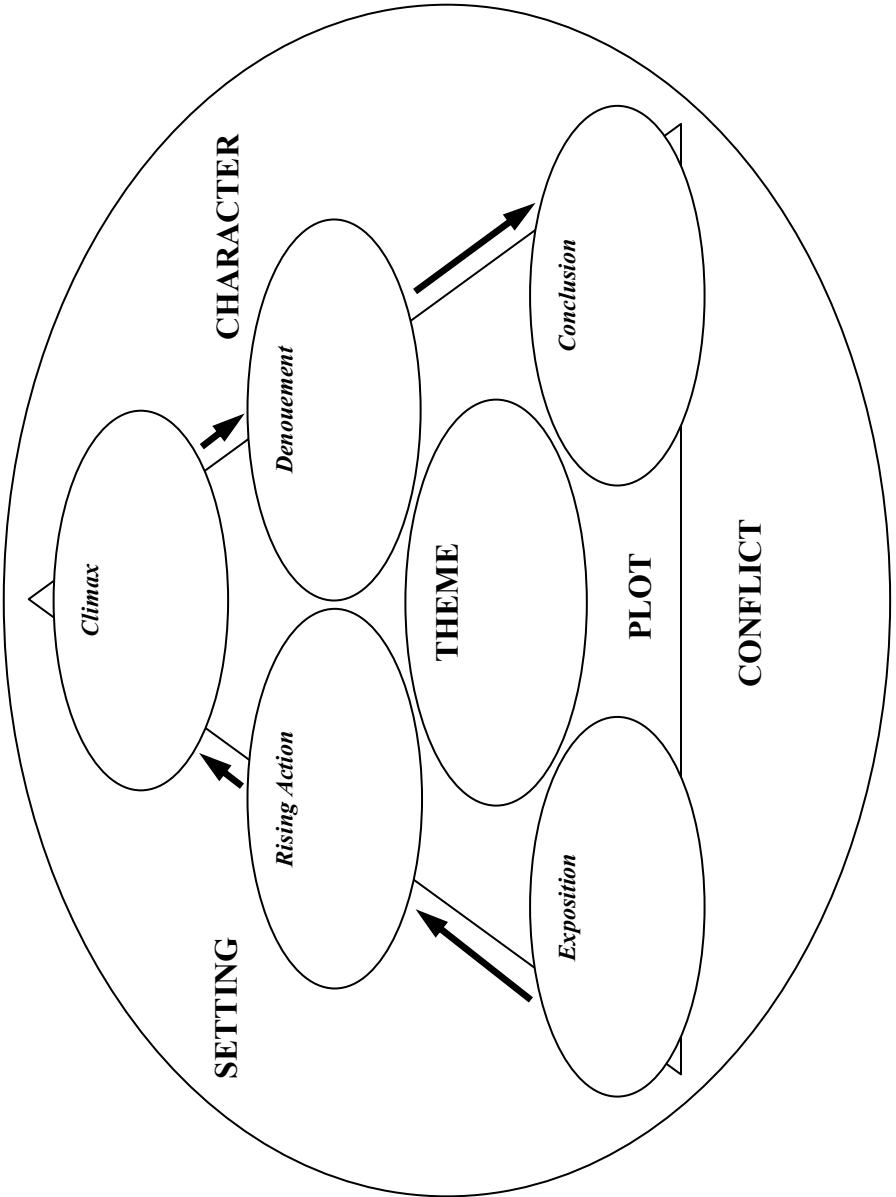 Climax
SETTING
CHARACTER
Rising Action
Denouement
THEME
Exposition
Conclusion
PLOT
CONFLICT